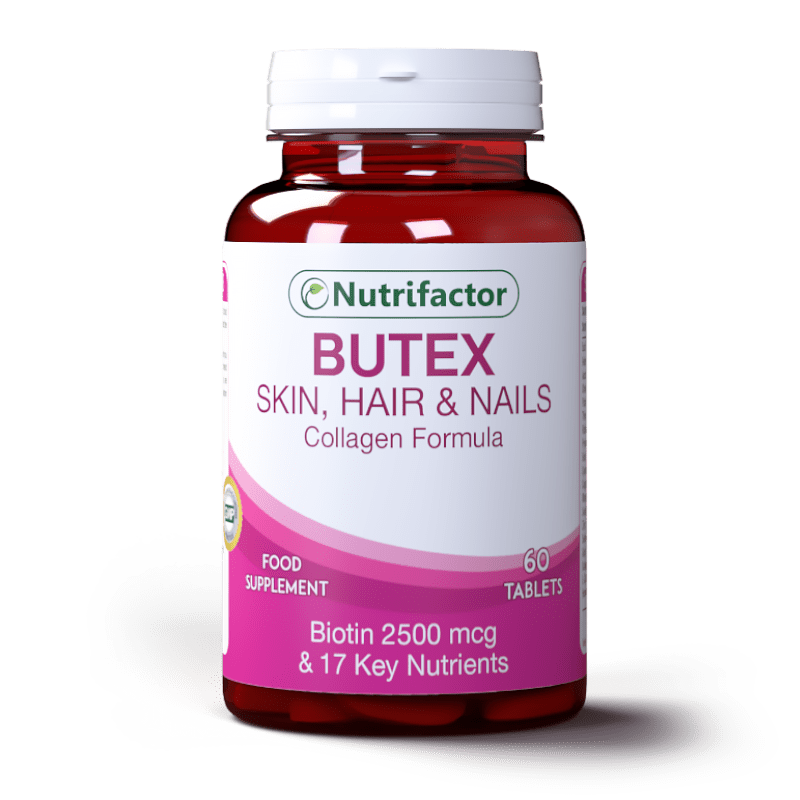 Nutrifactor
BUTEX
SKIN, HAIR & NAILS
Collagen Formula
FOOD
SUPPLEMENT
60
TABLETS
Biotin 2500 mcg
& 17 Key Nutrients